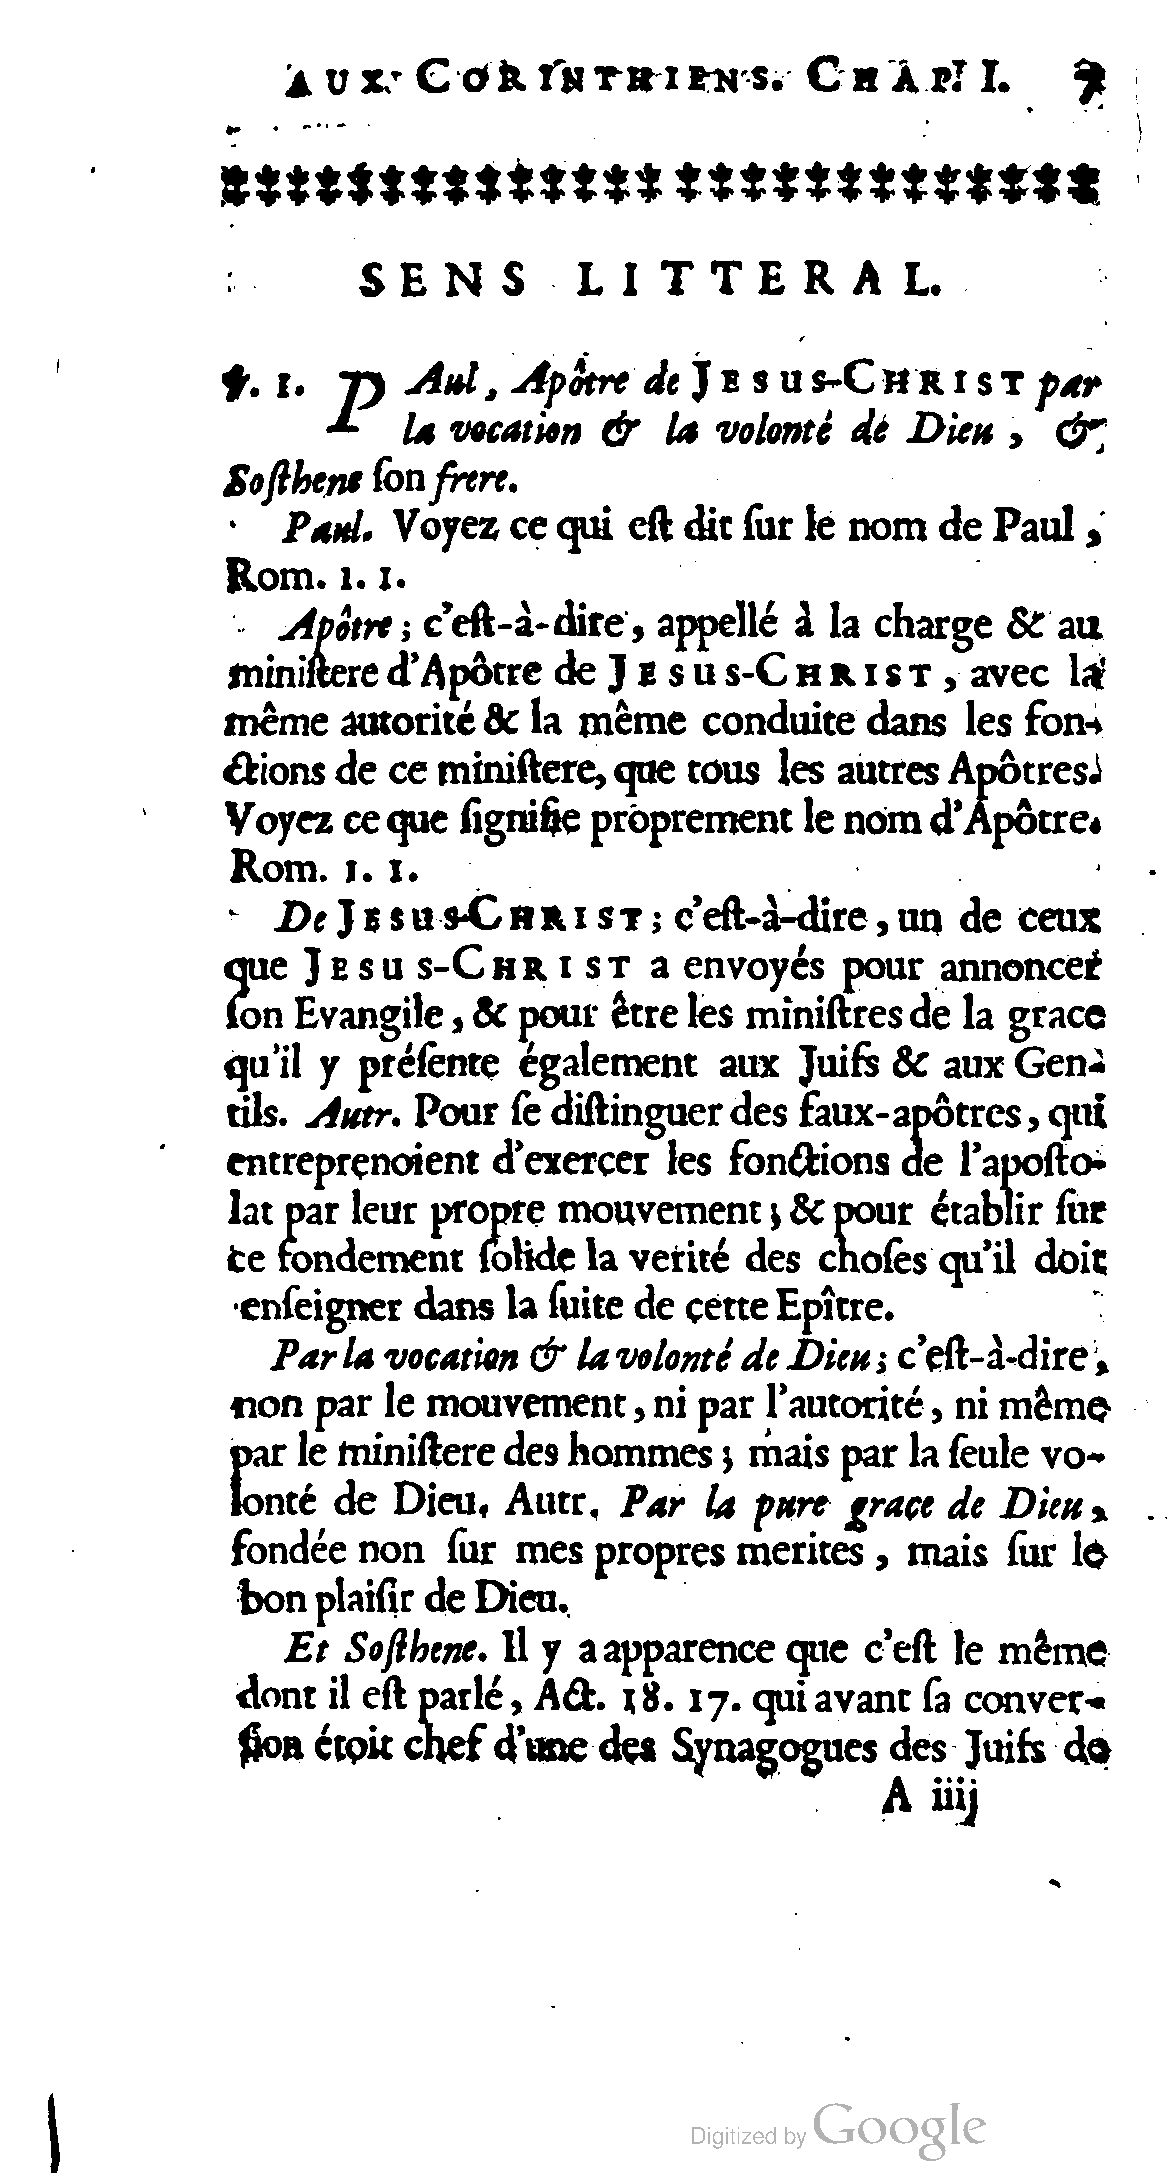 AUX CORINTHIENS. CHAP. I. 7
SENS LITTERAL.
℣. 1. PAul, Apôtre de JESUS-CHRIST par
la vocation & la volonté de Dieu, &
Soſthene ſon frere.
Paul. Voyez ce qui eſt dit ſur le nom de Paul,
Rom. 1. 1.
Apôtre; c'eſt-à-dire, appellé à la charge & au
miniſtere d'Apôtre de JESUS-CHRIST, avec la
même autorité & la même conduite dans les fon-
ctions de ce miniſtere, que tous les autres Apôtres.
Voyez ce que ſignifie proprement le nom d'Apôtre.
Rom. 1. 1.
De JESUS-CHRIST; c'eſt-à-dire, un de ceux
que JESUS-CHRIST a envoyés pour annoncer
ſon Evangile, & pour être les miniſtres de la grace
qu'il y préſente également aux Juifs & aux Gen-
tils. Autr. Pour ſe diſtinguer des faux-apôtres, qui
entreprenoient d'exercer les fonctions de l'apoſto-
lat par leur propre mouvement; & pour établir ſur
ce fondement ſolide la verité des choſes qu'il doit
enſeigner dans la ſuite de cette Epître.
Par la vocation & la volonté de Dieu; c'eſt-à-dire,
non par le mouvement, ni par l'autorité, ni même
par le miniſtere des hommes; mais par la ſeule vo-
lonté de Dieu. Autr. Par la pure grace de Dieu,
fondée non ſur mes propres merites, mais ſur le
bon plaiſir de Dieu.
Et Soſthene. Il y a apparence que c'eſt le même
dont il eſt parlé, Act. 18. 17. qui avant ſa conver-
ſion étoit chef d'une des Synagogues des Juifs de
A iiij
Digitized by Google